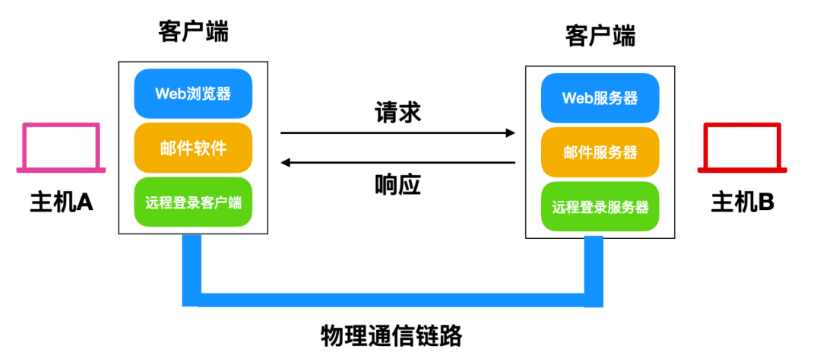 客户端
客户端
Web浏览器
Web服务器
请求
邮件软件
邮件服务器
响应
远程登录客户端
远程登录服务器
主机A
主机B
物理通信链路